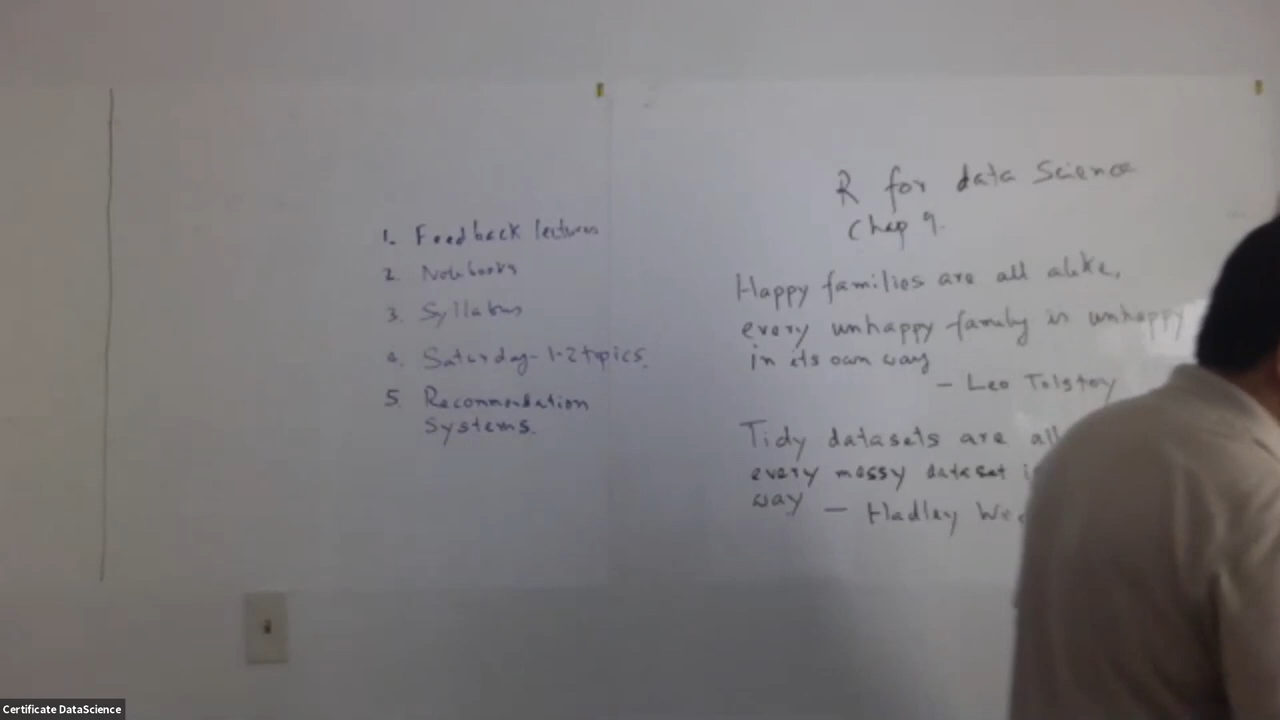 1. Feedback lectures
2. Notebooks
3. Syllabus
4. Saturday - 1-2 topics.
5. Recommendation
Systems.
R for data Science
Chap 9.
Happy families are all alike,
every unhappy family is unhappy
in its own way
— Leo Tolstoy
Tidy datasets are all
every messy dataset i
way — Hadley Wic
Certificate DataScience